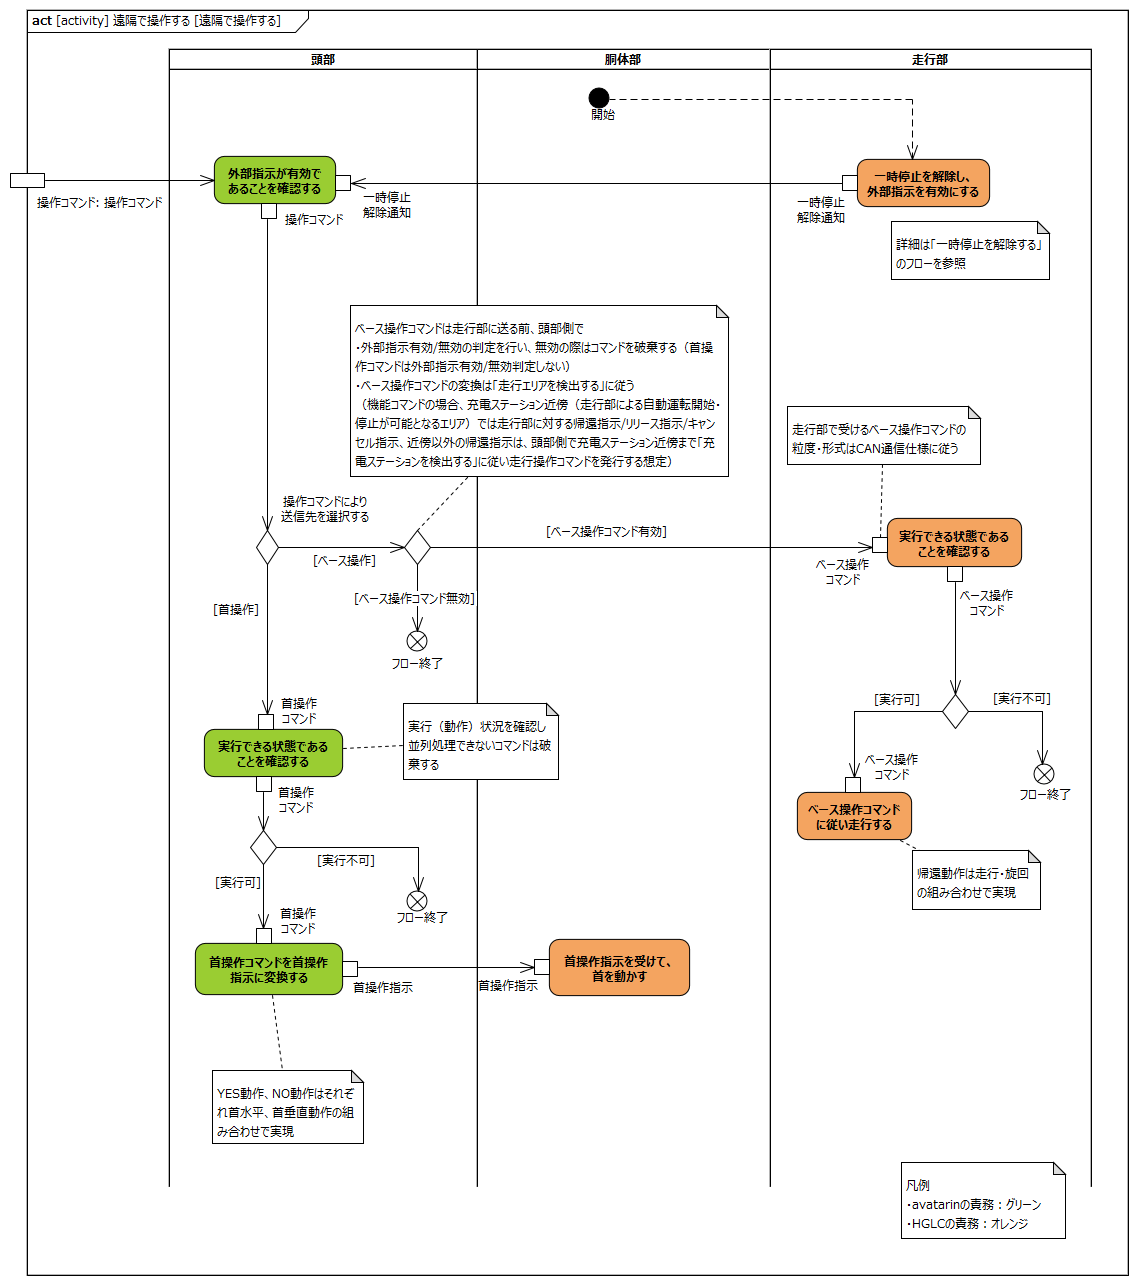 act [activity] 遠隔で操作する [遠隔で操作する]
頭部
胴体部
走行部
開始
外部指示が有効で
あることを確認する
一時停止を解除し、
外部指示を有効にする
操作コマンド: 操作コマンド
一時停止
解除通知
一時停止
解除通知
操作コマンド
詳細は「一時停止を解除する」
のフローを参照
ベース操作コマンドは走行部に送る前、頭部側で
・外部指示有効/無効の判定を行い、無効の際はコマンドを破棄する（首操
作コマンドは外部指示有効/無効判定しない）
・ベース操作コマンドの変換は「走行エリアを検出する」に従う
（機能コマンドの場合、充電ステーション近傍（走行部による自動運転開始・
停止が可能となるエリア）では走行部に対する帰還指示/リリース指示/キャン
セル指示、近傍以外の帰還指示は、頭部側で充電ステーション近傍まで「充
電ステーションを検出する」に従い走行操作コマンドを発行する想定）
走行部で受けるベース操作コマンドの
粒度・形式はCAN通信仕様に従う
操作コマンドにより
送信先を選択する
[ベース操作]
[ベース操作コマンド有効]
ベース操作
コマンド
実行できる状態である
ことを確認する
[ベース操作コマンド無効]
ベース操作
コマンド
[首操作]
フロー終了
[実行可]
[実行不可]
首操作
コマンド
実行（動作）状況を確認し
並列処理できないコマンドは破
棄する
実行できる状態である
ことを確認する
ベース操作
コマンド
フロー終了
首操作
コマンド
ベース操作コマンド
に従い走行する
[実行不可]
[実行可]
帰還動作は走行・旋回
の組み合わせで実現
フロー終了
首操作
コマンド
首操作コマンドを首操作
指示に変換する
首操作指示を受けて、
首を動かす
首操作指示
首操作指示
YES動作、NO動作はそれぞ
れ首水平、首垂直動作の組
み合わせで実現
凡例
・avatarinの責務：グリーン
・HGLCの責務：オレンジ